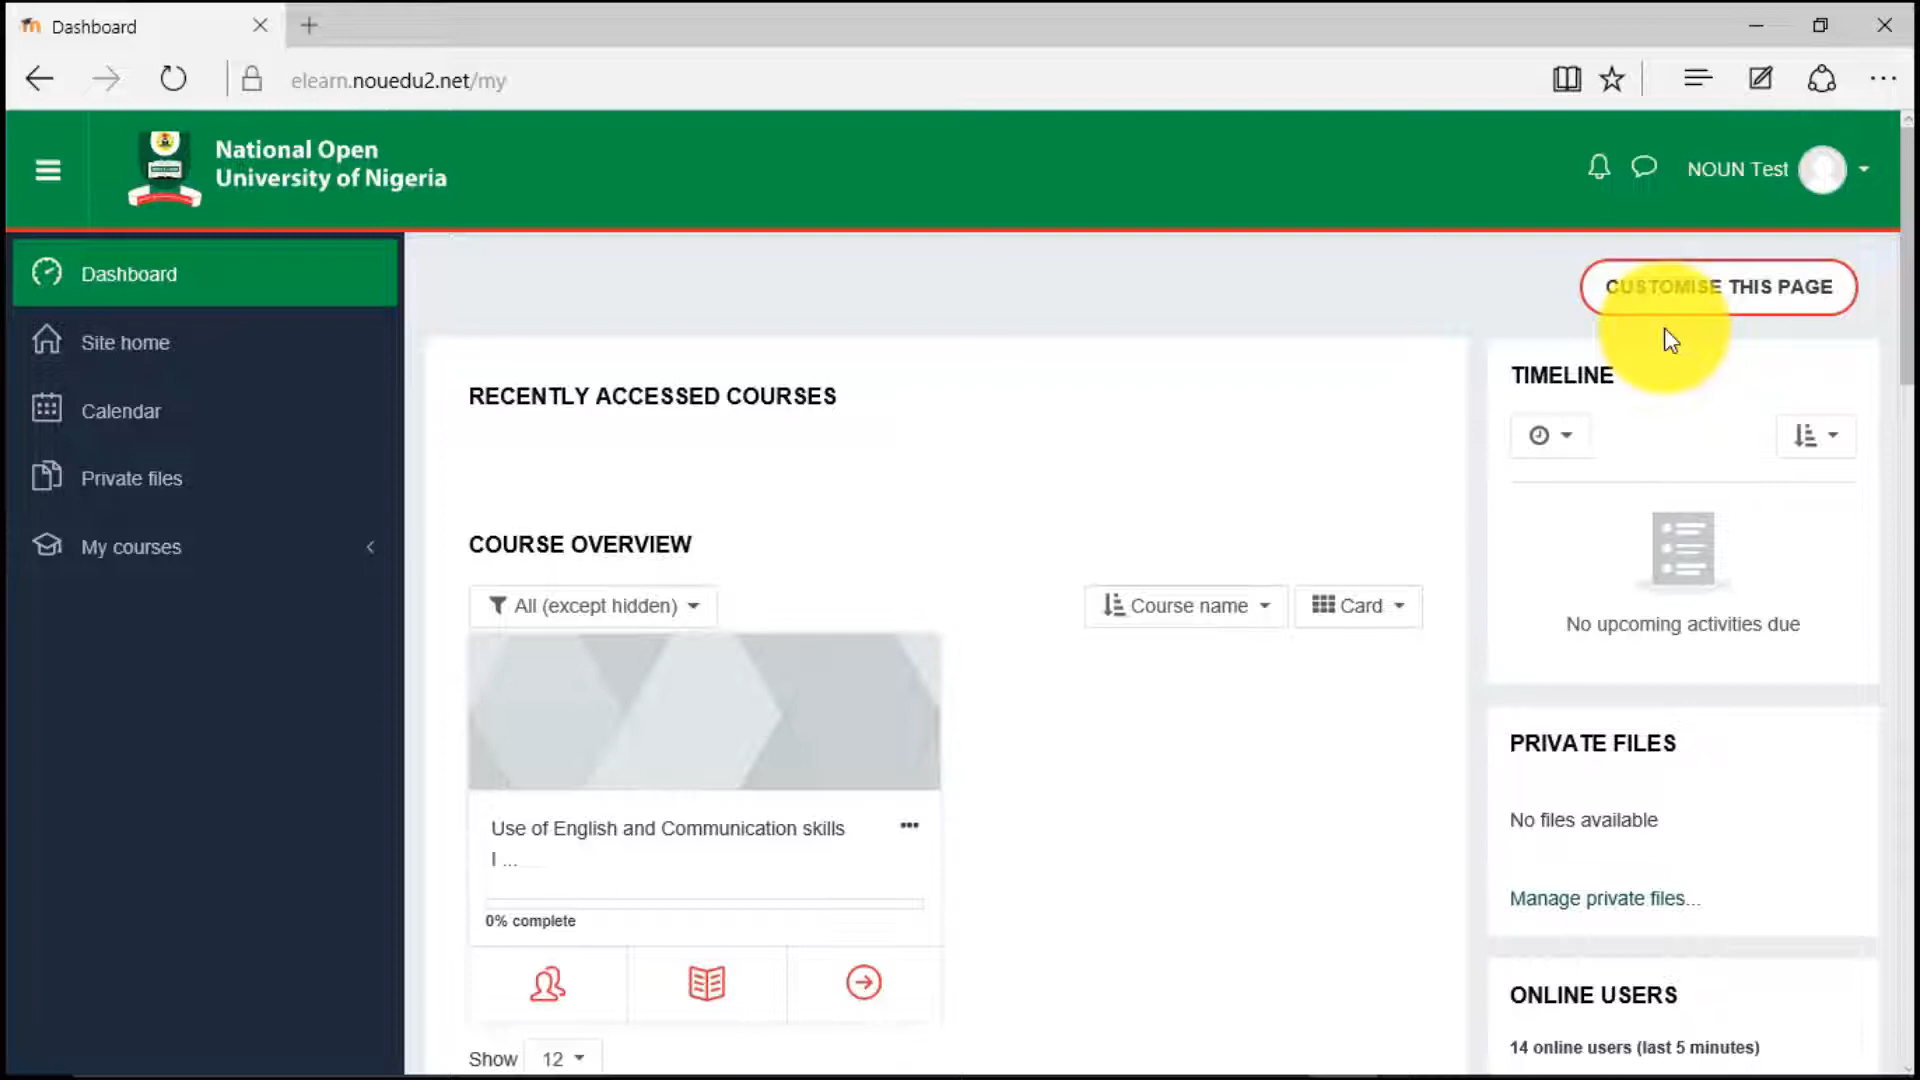 Dashboard
elearn.nouedu2.net/my
National Open
University of Nigeria
NOUN Test
Dashboard
Site home
Calendar
Private files
My courses
CUSTOMISE THIS PAGE
RECENTLY ACCESSED COURSES
COURSE OVERVIEW
All (except hidden)
Course name
Card
Use of English and Communication skills
I ...
0% complete
Show 12
TIMELINE
No upcoming activities due
PRIVATE FILES
No files available
Manage private files...
ONLINE USERS
14 online users (last 5 minutes)